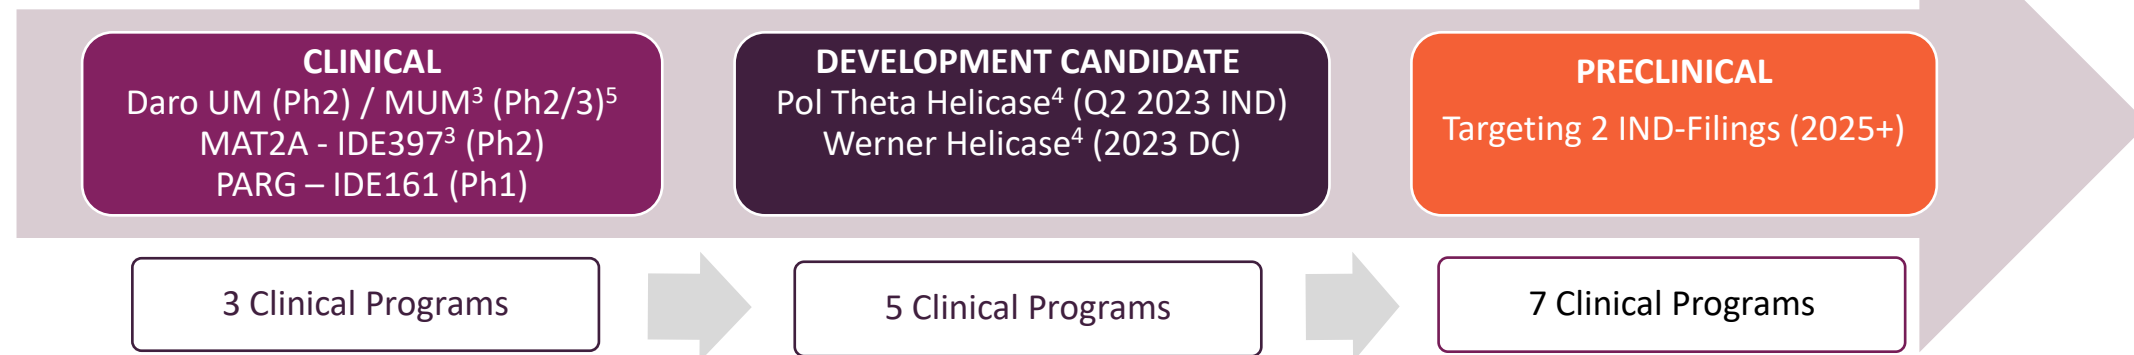 CLINICAL
Daro UM (Ph2) / MUM³ (Ph2/3)⁵
MAT2A - IDE397³ (Ph2)
PARG – IDE161 (Ph1)
DEVELOPMENT CANDIDATE
Pol Theta Helicase⁴ (Q2 2023 IND)
Werner Helicase⁴ (2023 DC)
PRECLINICAL
Targeting 2 IND-Filings (2025+)
3 Clinical Programs
5 Clinical Programs
7 Clinical Programs